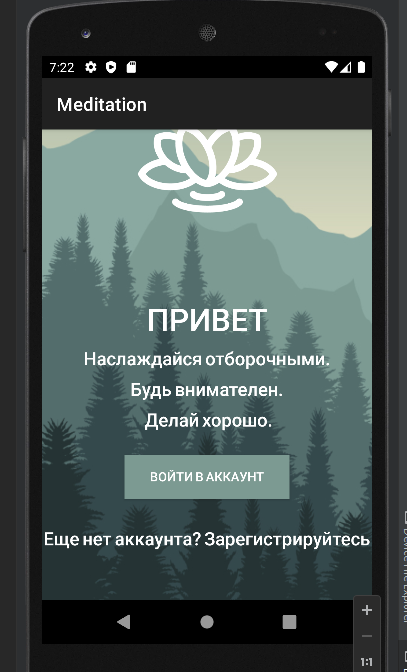 7:22
Meditation
ПРИВЕТ
Наслаждайся отборочными.
Будь внимателен.
Делай хорошо.
ВОЙТИ В АККАУНТ
Еще нет аккаунта? Зарегистрируйтесь
1:1